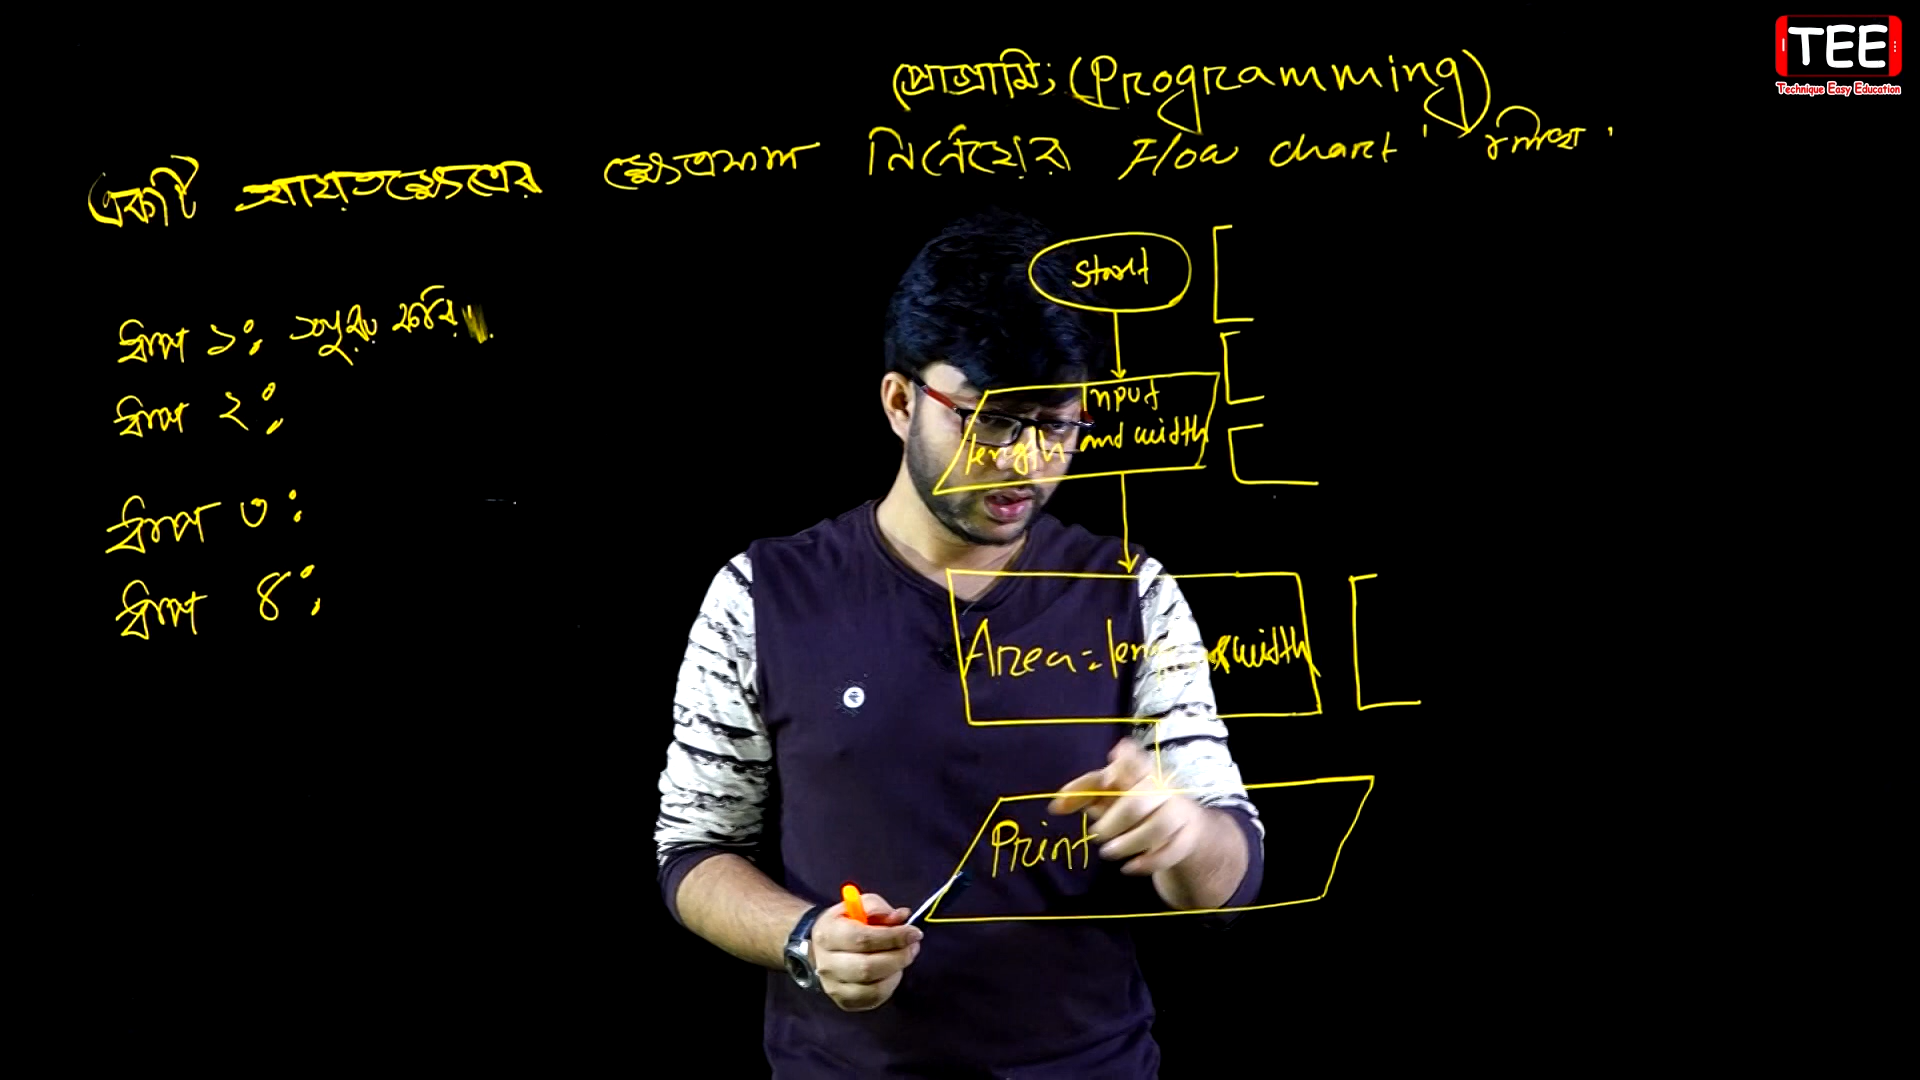 TEE
Technique Easy Education
প্রোগ্রামিং (Programming)
একটি আয়তক্ষেত্রের ক্ষেত্রফল নির্ণয়ের Flow chart লিখো।
Start
স্টাপ ১: শুরু করি।
Input
length and width
স্টাপ ২:
স্টাপ ৩:
স্টাপ ৪:
Area = width
Print